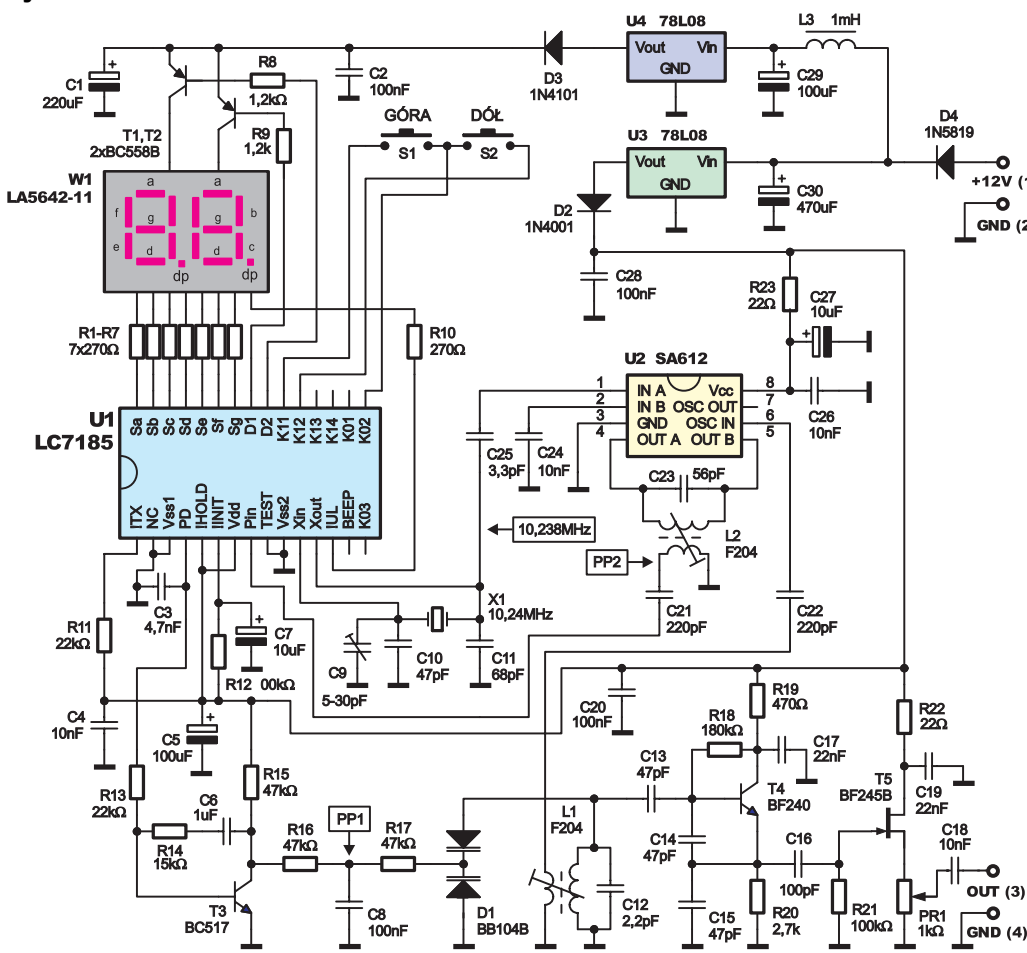 U4 78L08
L3 1mH
Vout Vin
GND
C1
220uF
R8
1,2kΩ
C2
100nF
D3
1N4101
C29
100uF
T1,T2
2xBC558B
R9
1,2k
GÓRA
S1
DÓŁ
S2
U3 78L08
Vout Vin
GND
D4
1N5819
+12V (1
GND (2
W1
LA5642-11
a a
f g g b
e d d c
dp dp
D2
1N4001
C30
470uF
C28
100nF
R23
22Ω
C27
10uF
R1-R7
7x270Ω
R10
270Ω
U2 SA612
1 IN A Vcc 8
2 IN B OSC OUT 7
3 GND OSC IN 6
4 OUT A OUT B 5
C26
10nF
U1
LC7185
Sa Sb Sc Sd Se Sf Sg D1 D2 K11 K12 K13 K14 K01 K02
ITX NC Vss1 PD IHOLD IINIT Vdd Pin TEST Vss2 Xin Xout IUL BEEP K03
C25
3,3pF
C24
10nF
C23 56pF
10,238MHz
L2
F204
PP2
C3
4,7nF
R11
22kΩ
C7
10uF
R12 00kΩ
X1
10,24MHz
C9
5-30pF
C10
47pF
C11
68pF
C21
220pF
C22
220pF
C4
10nF
C5
100uF
C20
100nF
R19
470Ω
R18
180kΩ
C17
22nF
R22
22Ω
R13
22kΩ
C6
1uF
R15
47kΩ
C13
47pF
T4
BF240
T5
BF245B
C19
22nF
R14
15kΩ
R16
47kΩ
PP1
R17
47kΩ
L1
F204
C14
47pF
C16
100pF
C18
10nF
OUT (3)
T3
BC517
C8
100nF
D1
BB104B
C12
2,2pF
C15
47pF
R20
2,7k
R21
100kΩ
PR1
1kΩ
GND (4)